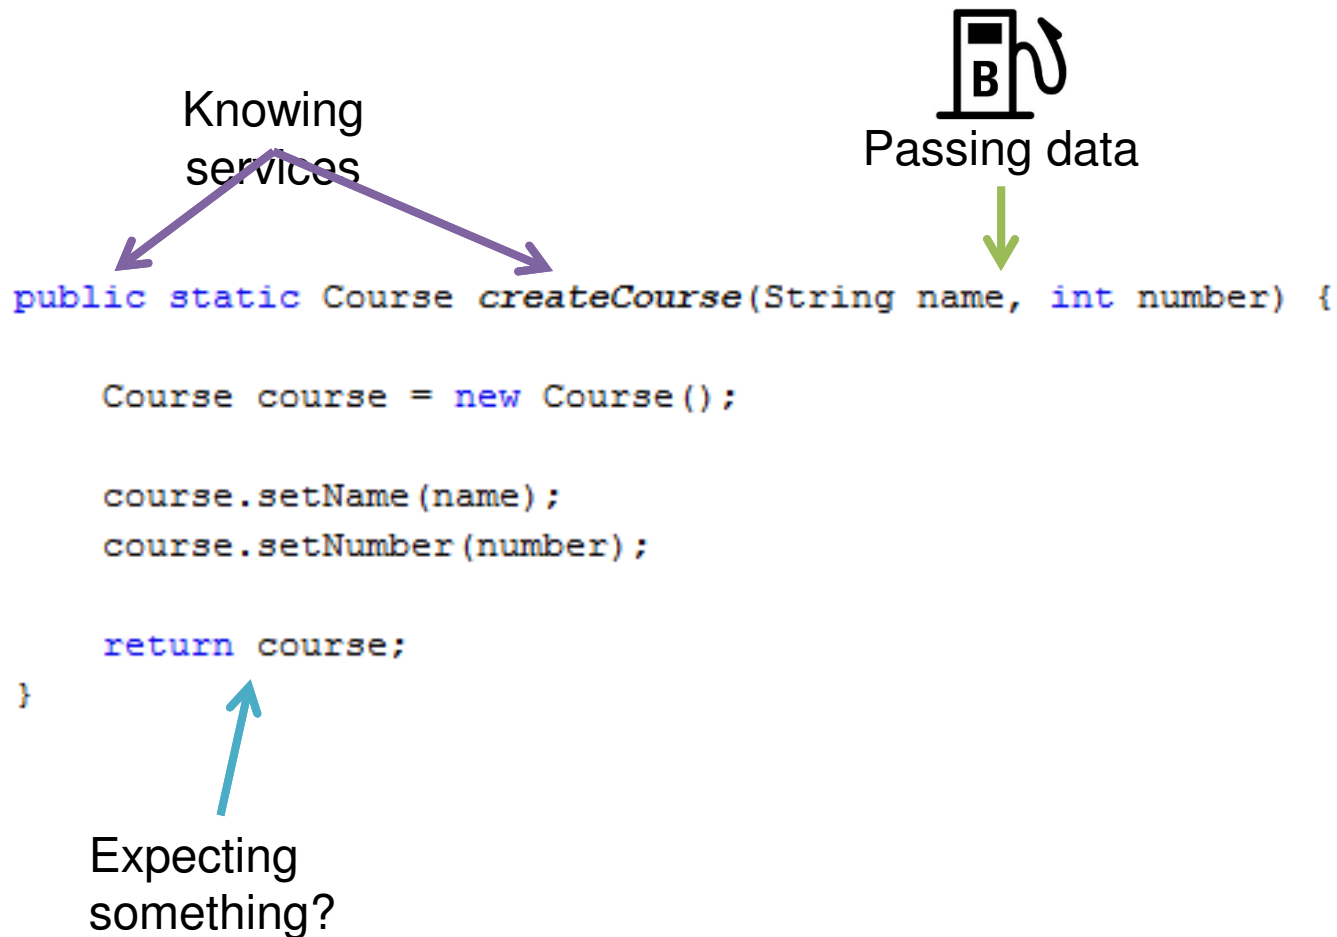 B
Knowing
services
Passing data
public static Course createCourse(String name, int number) {
Course course = new Course();
course.setName(name);
course.setNumber(number);
return course;
}
Expecting
something?